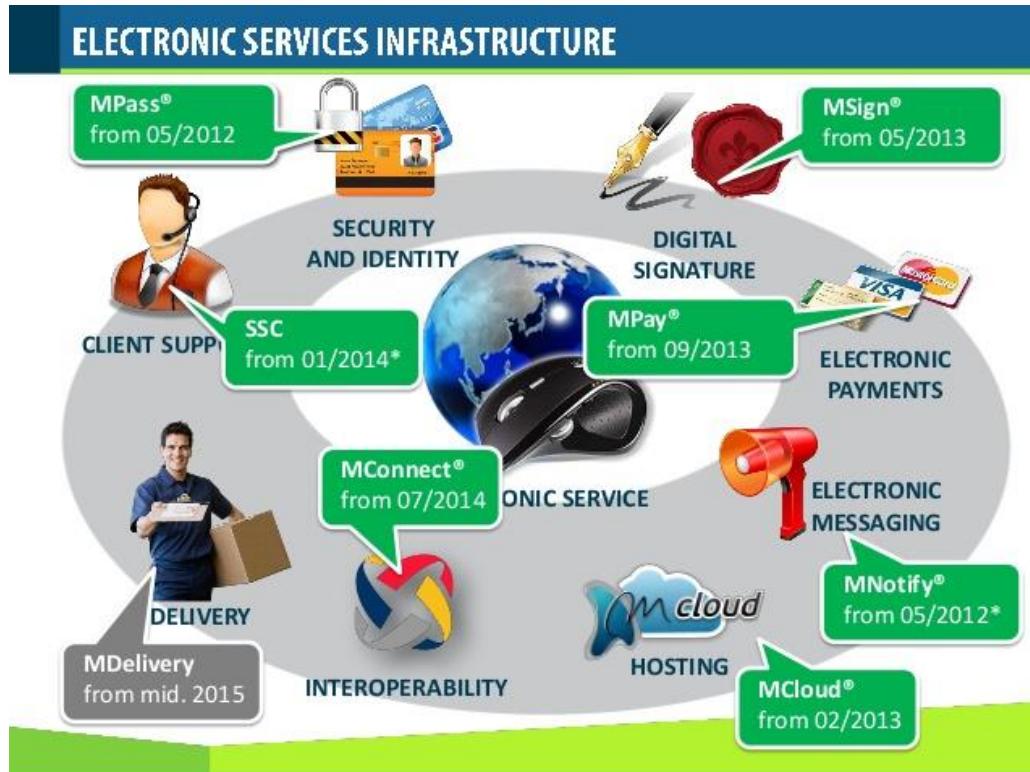 ELECTRONIC SERVICES INFRASTRUCTURE
MPass®
from 05/2012
MSign®
from 05/2013
SECURITY
AND IDENTITY
DIGITAL
SIGNATURE
VISA
MasterCard
CLIENT SUPP
SSC
from 01/2014*
MPay®
from 09/2013
ELECTRONIC
PAYMENTS
MConnect®
from 07/2014
ONIC SERVICE
ELECTRONIC
MESSAGING
MNotify®
from 05/2012*
DELIVERY
MDelivery
from mid. 2015
INTEROPERABILITY
m cloud
HOSTING
MCloud®
from 02/2013